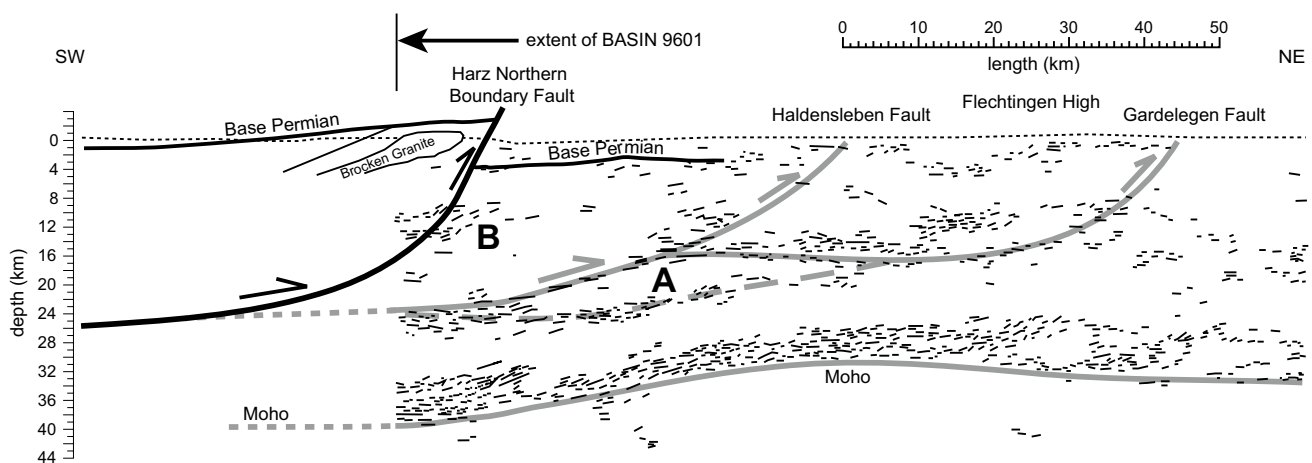 extent of BASIN 9601
0 10 20 30 40 50
length (km)
SW
NE
Harz Northern
Boundary Fault
Haldensleben Fault
Flechtingen High
Gardelegen Fault
Base Permian
Brocken Granite
Base Permian
B
A
Moho
Moho
depth (km)
0
4
8
12
16
20
24
28
32
36
40
44